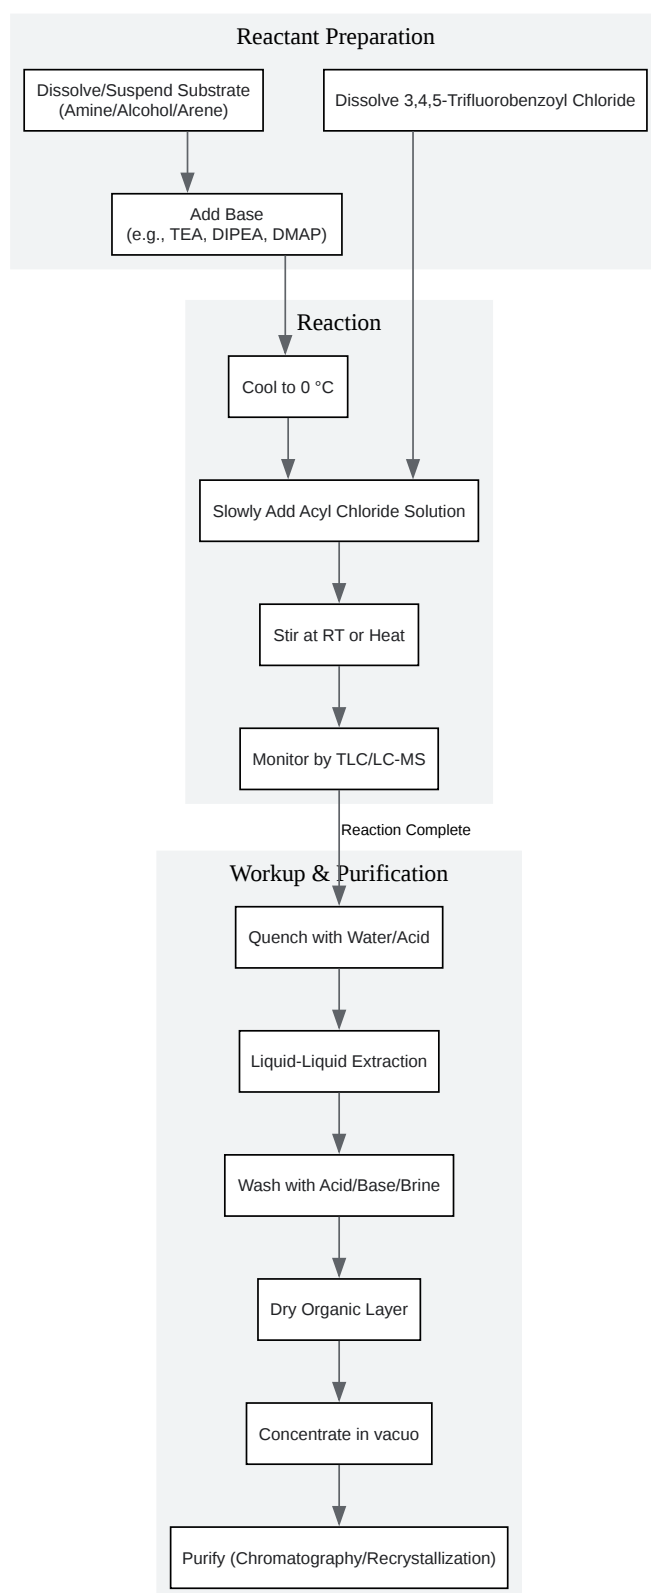 Reactant Preparation
Dissolve/Suspend Substrate
(Amine/Alcohol/Arene)
Dissolve 3,4,5-Trifluorobenzoyl Chloride
Add Base
(e.g., TEA, DIPEA, DMAP)
Reaction
Cool to 0 °C
Slowly Add Acyl Chloride Solution
Stir at RT or Heat
Monitor by TLC/LC-MS
Reaction Complete
Workup & Purification
Quench with Water/Acid
Liquid-Liquid Extraction
Wash with Acid/Base/Brine
Dry Organic Layer
Concentrate in vacuo
Purify (Chromatography/Recrystallization)